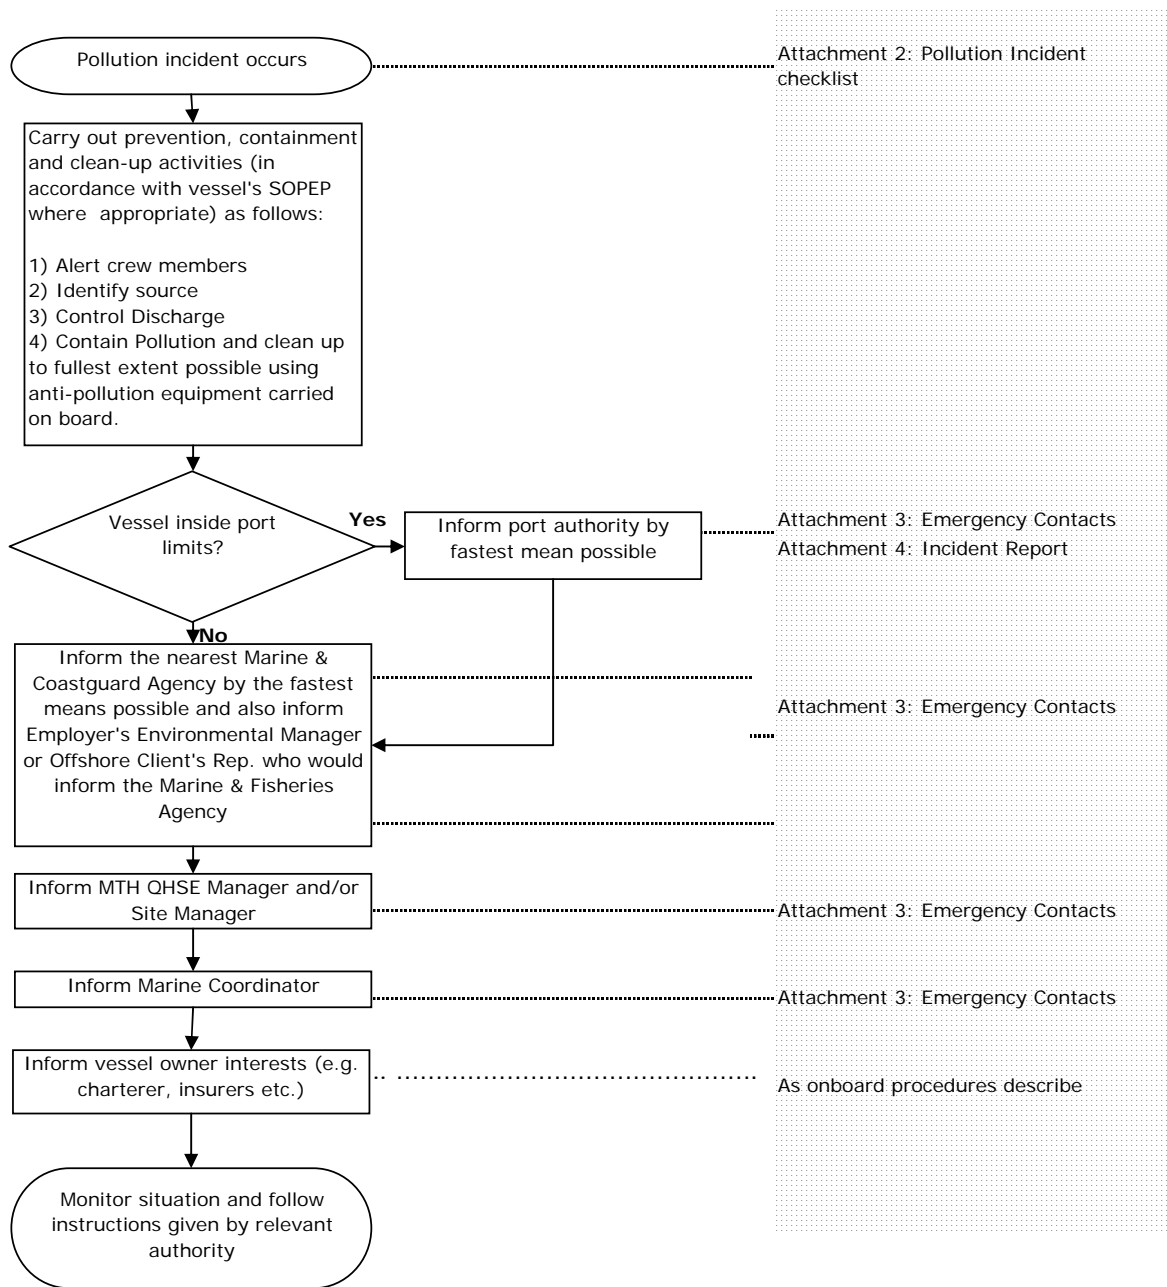 Pollution incident occurs
Attachment 2: Pollution Incident
checklist
Carry out prevention, containment
and clean-up activities (in
accordance with vessel's SOPEP
where  appropriate) as follows:
1) Alert crew members
2) Identify source
3) Control Discharge
4) Contain Pollution and clean up
to fullest extent possible using
anti-pollution equipment carried
on board.
Vessel inside port
limits?
Yes
Inform port authority by
fastest mean possible
Attachment 3: Emergency Contacts
Attachment 4: Incident Report
No
Inform the nearest Marine &
Coastguard Agency by the fastest
means possible and also inform
Employer's Environmental Manager
or Offshore Client's Rep. who would
inform the Marine & Fisheries
Agency
Attachment 3: Emergency Contacts
Inform MTH QHSE Manager and/or
Site Manager
Attachment 3: Emergency Contacts
Inform Marine Coordinator
Attachment 3: Emergency Contacts
Inform vessel owner interests (e.g.
charterer, insurers etc.)
As onboard procedures describe
Monitor situation and follow
instructions given by relevant
authority